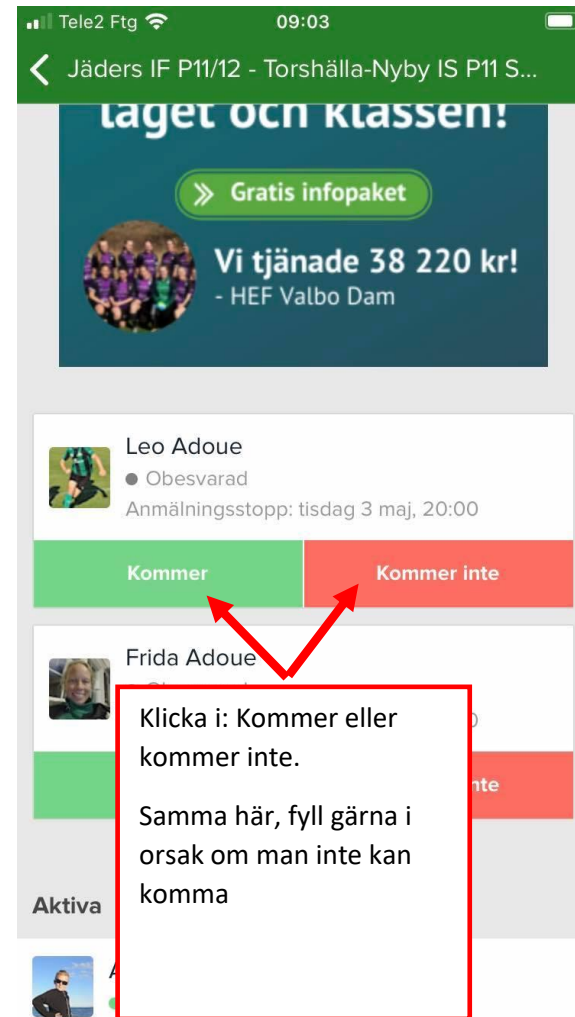 Tele2 Ftg 09:03
Jäders IF P11/12 - Torshälla-Nyby IS P11 S...
laget och klassen!
Gratis infopaket
Vi tjänade 38 220 kr!
- HEF Valbo Dam
Leo Adoue
Obesvarad
Anmälningsstopp: tisdag 3 maj, 20:00
Kommer Kommer inte
Frida Adoue
Klicka i: Kommer eller
kommer inte.
Samma här, fyll gärna i
orsak om man inte kan
komma
Aktiva